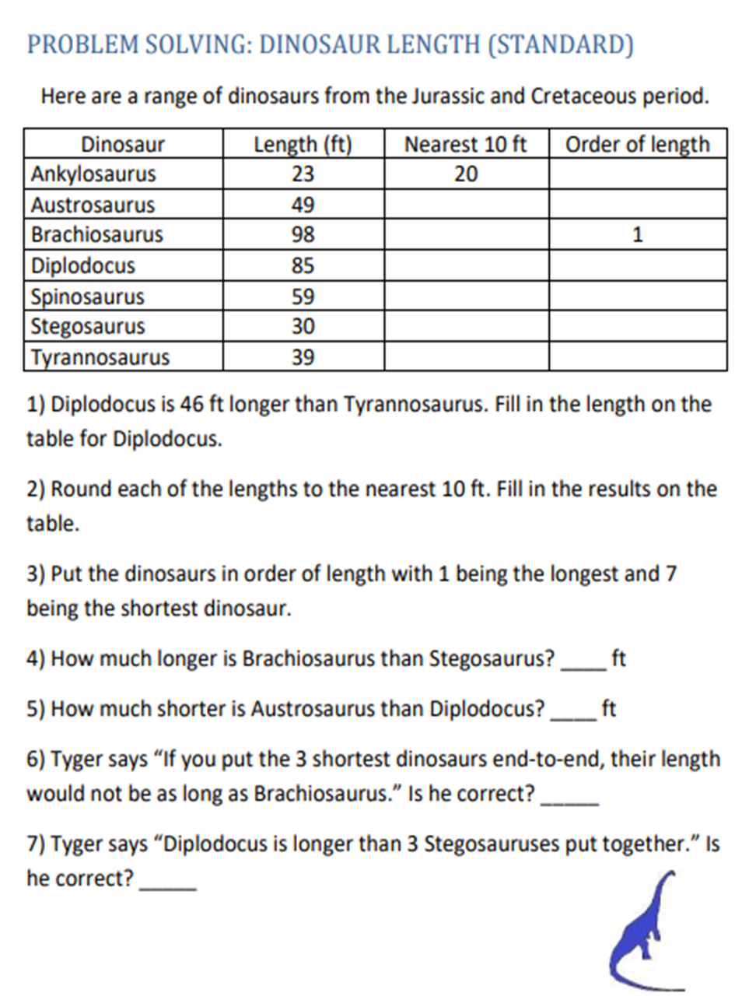 PROBLEM SOLVING: DINOSAUR LENGTH (STANDARD)
Here are a range of dinosaurs from the Jurassic and Cretaceous period.
Dinosaur Length (ft) Nearest 10 ft Order of length
Ankylosaurus 23 20
Austrosaurus 49
Brachiosaurus 98 1
Diplodocus 85
Spinosaurus 59
Stegosaurus 30
Tyrannosaurus 39
1) Diplodocus is 46 ft longer than Tyrannosaurus. Fill in the length on the
table for Diplodocus.
2) Round each of the lengths to the nearest 10 ft. Fill in the results on the
table.
3) Put the dinosaurs in order of length with 1 being the longest and 7
being the shortest dinosaur.
4) How much longer is Brachiosaurus than Stegosaurus? ____ ft
5) How much shorter is Austrosaurus than Diplodocus? ____ ft
6) Tyger says “If you put the 3 shortest dinosaurs end-to-end, their length
would not be as long as Brachiosaurus.” Is he correct? _____
7) Tyger says “Diplodocus is longer than 3 Stegosauruses put together.” Is
he correct? _____